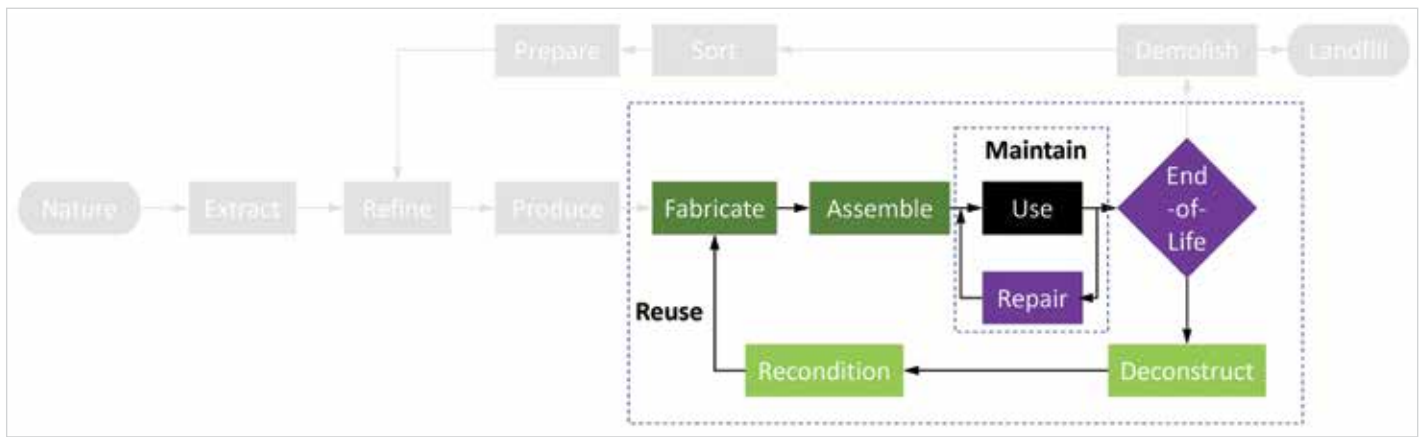 Prepare
Sort
Demolish
Landfill
Maintain
Nature
Extract
Refine
Produce
Fabricate
Assemble
Use
End
-of-
Life
Repair
Reuse
Recondition
Deconstruct